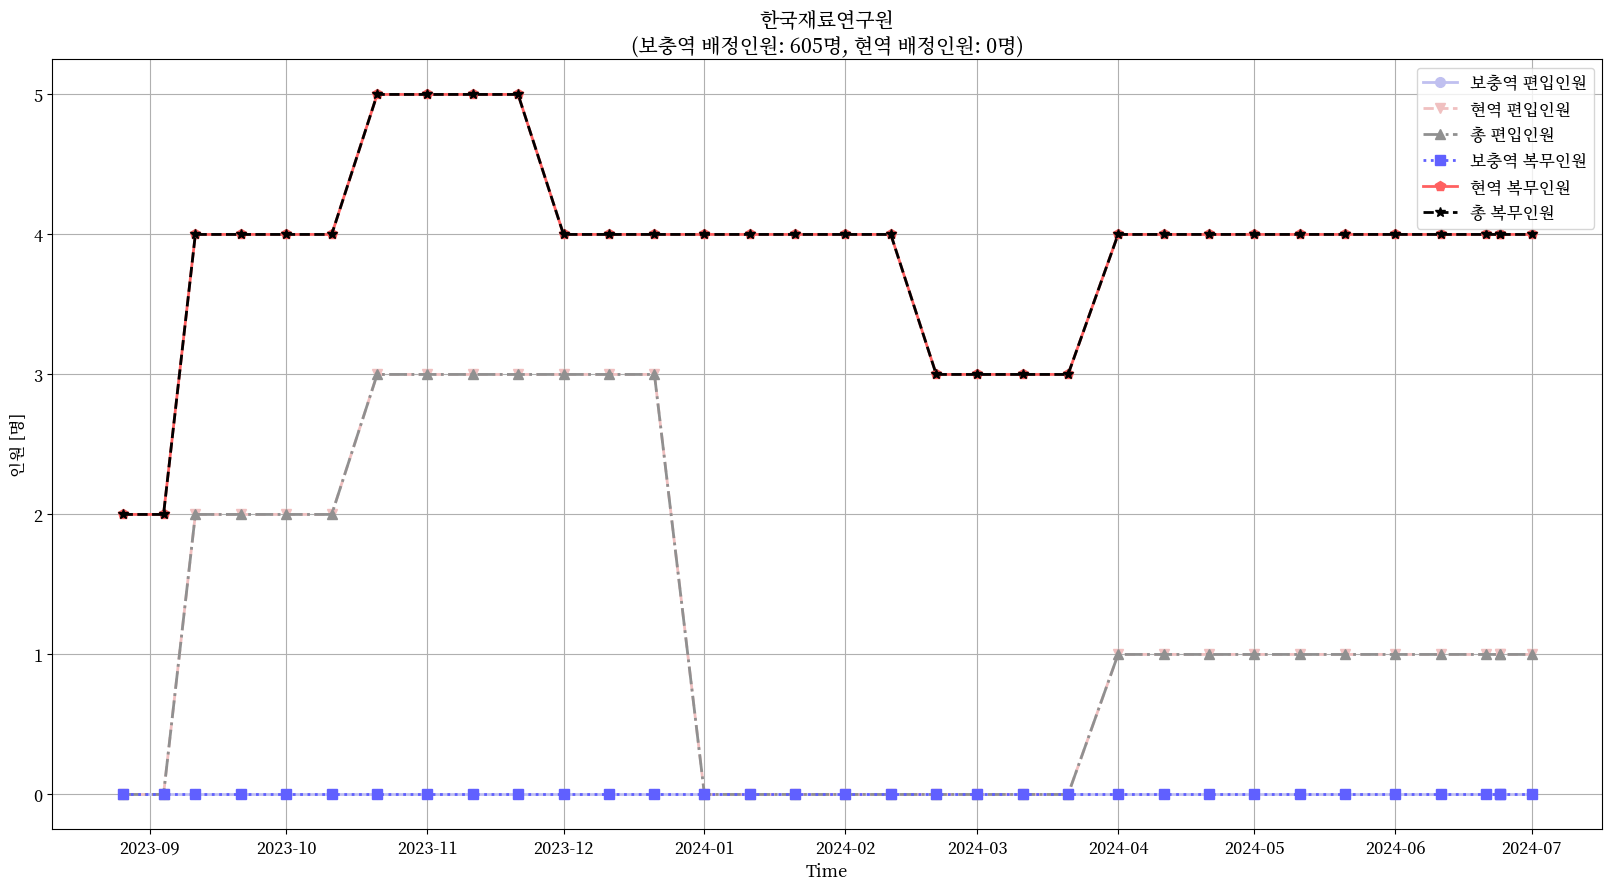 한국재료연구원
(보충역 배정인원: 605명, 현역 배정인원: 0명)
보충역 편입인원
현역 편입인원
총 편입인원
보충역 복무인원
현역 복무인원
총 복무인원
인원 [명]
5
4
3
2
1
0
2023-09 2023-10 2023-11 2023-12 2024-01 2024-02 2024-03 2024-04 2024-05 2024-06 2024-07
Time